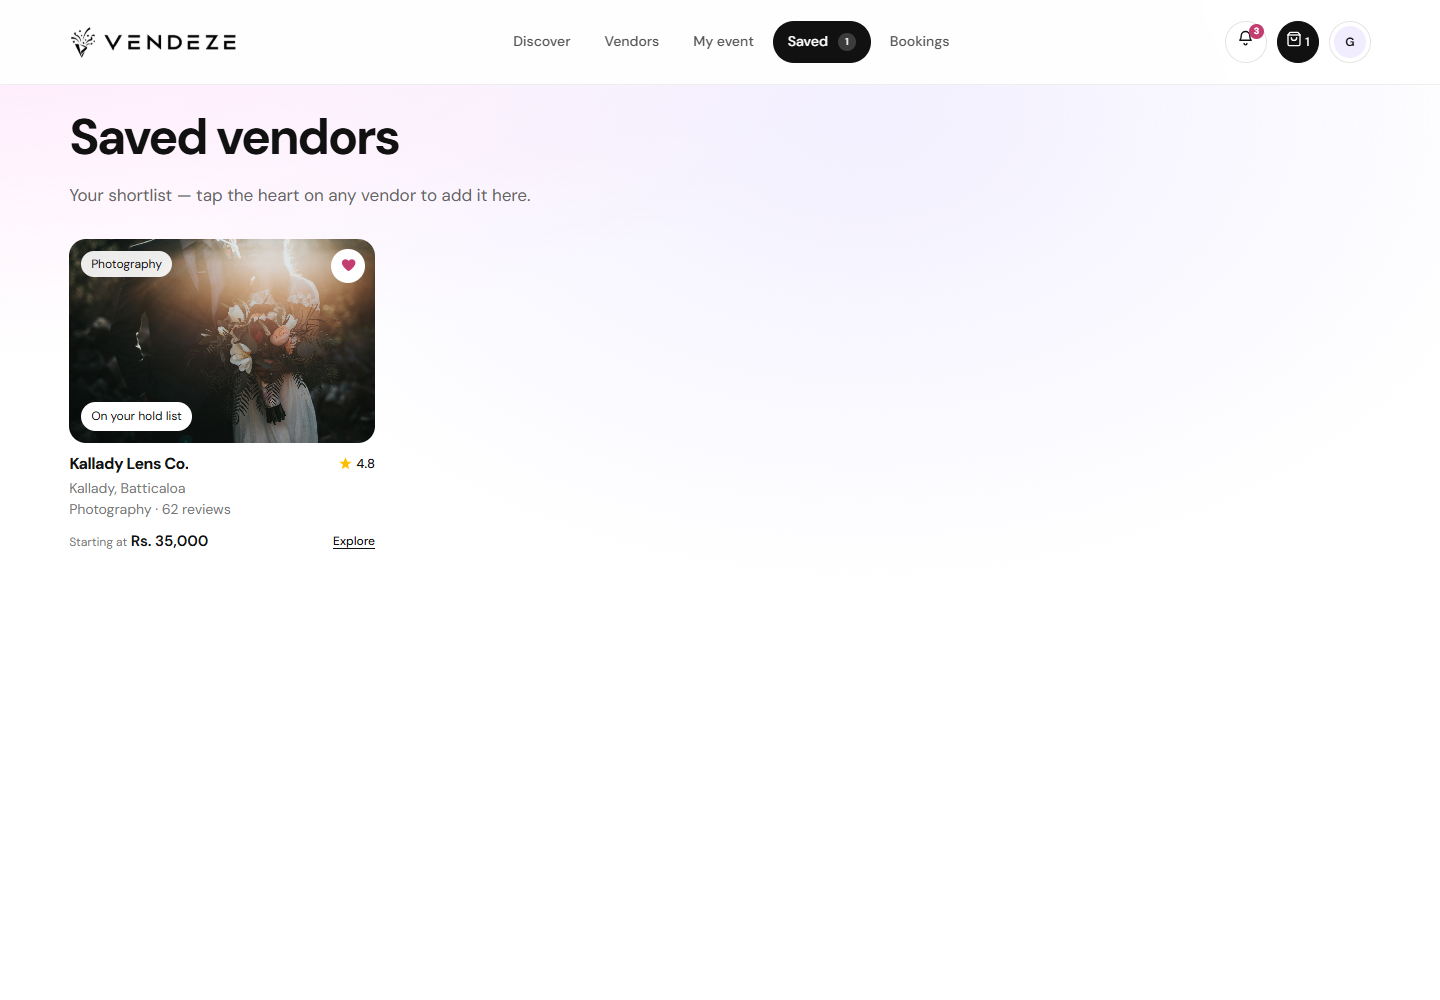 VENDEZE
Discover
Vendors
My event
Saved 1
Bookings
3
1
G
Saved vendors
Your shortlist — tap the heart on any vendor to add it here.
Photography
On your hold list
Kallady Lens Co.
4.8
Kallady, Batticaloa
Photography · 62 reviews
Starting at Rs. 35,000
Explore